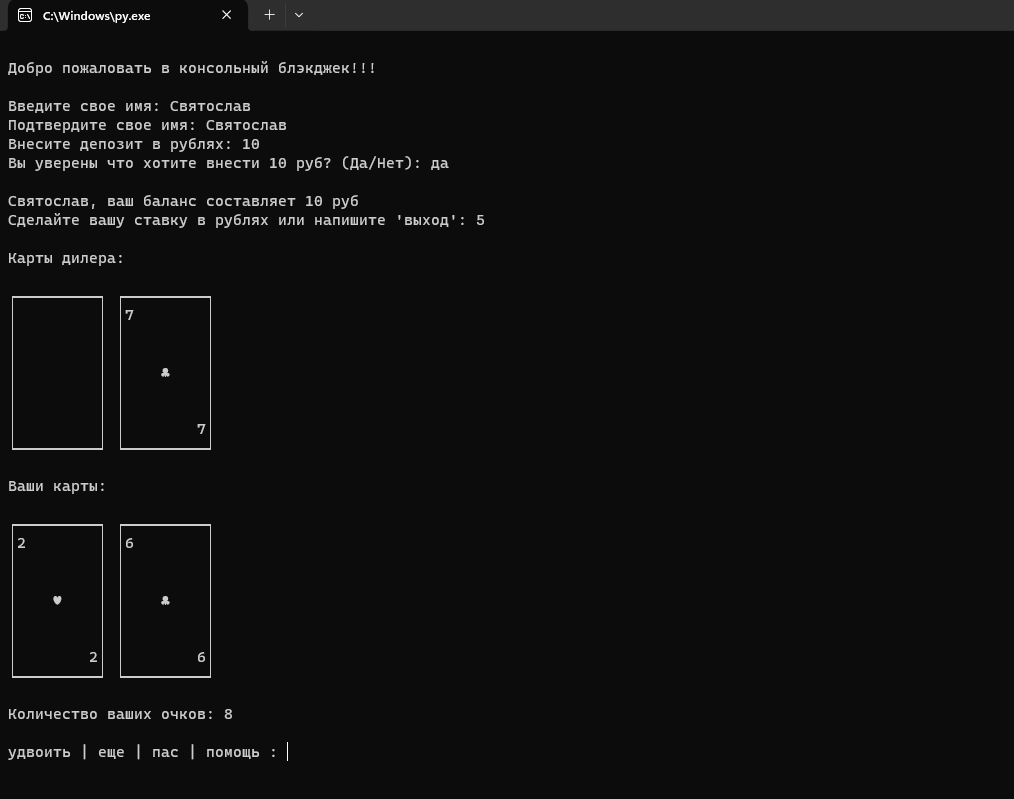 C:\Windows\py.exe
Добро пожаловать в консольный блэкджек!!!
Введите свое имя: Святослав
Подтвердите свое имя: Святослав
Внесите депозит в рублях: 10
Вы уверены что хотите внести 10 руб? (Да/Нет): да
Святослав, ваш баланс составляет 10 руб
Сделайте вашу ставку в рублях или напишите 'выход': 5
Карты дилера:
7
♣
7
Ваши карты:
2 6
♥ ♣
2 6
Количество ваших очков: 8
удвоить | еще | пас | помощь :